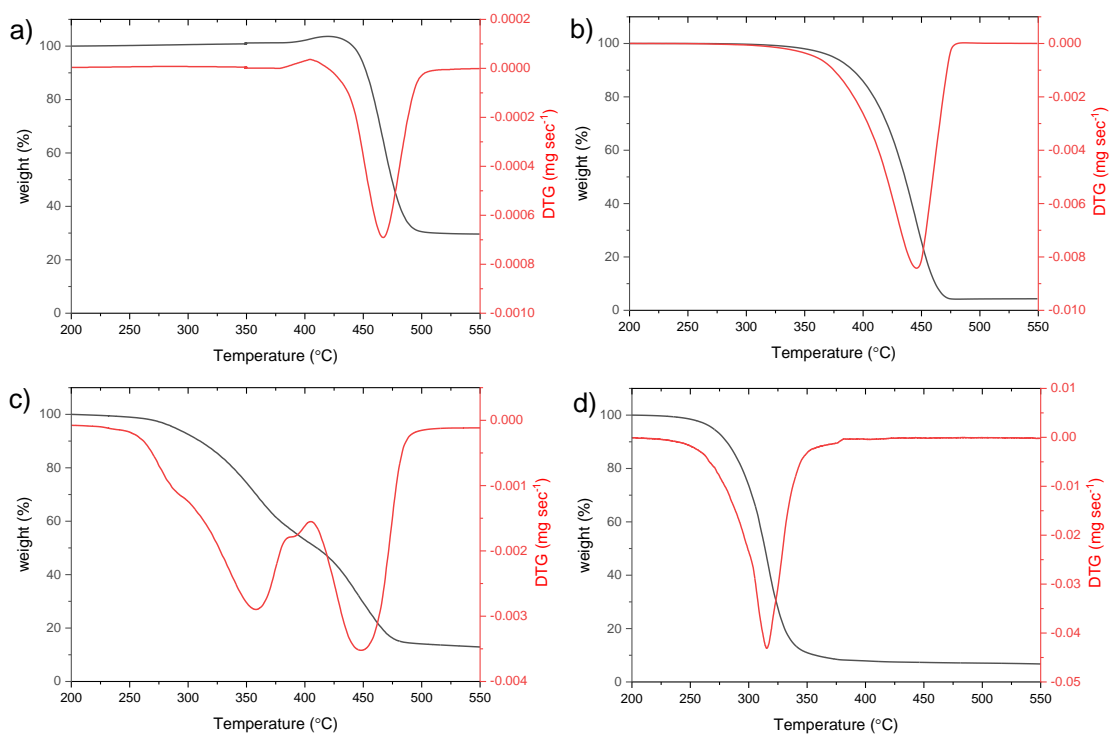 a)
100
80
60
40
20
0
weight (%)
200 250 300 350 400 450 500 550
Temperature (°C)
0.0002
0.0000
-0.0002
-0.0004
-0.0006
-0.0008
-0.0010
DTG (mg sec⁻¹)
b)
100
80
60
40
20
0
weight (%)
200 250 300 350 400 450 500 550
Temperature (°C)
0.000
-0.002
-0.004
-0.006
-0.008
-0.010
DTG (mg sec⁻¹)
c)
100
80
60
40
20
0
weight (%)
200 250 300 350 400 450 500 550
Temperature (°C)
0.000
-0.001
-0.002
-0.003
-0.004
DTG (mg sec⁻¹)
d)
100
80
60
40
20
0
weight (%)
200 250 300 350 400 450 500 550
Temperature (°C)
0.01
0.00
-0.01
-0.02
-0.03
-0.04
-0.05
DTG (mg sec⁻¹)